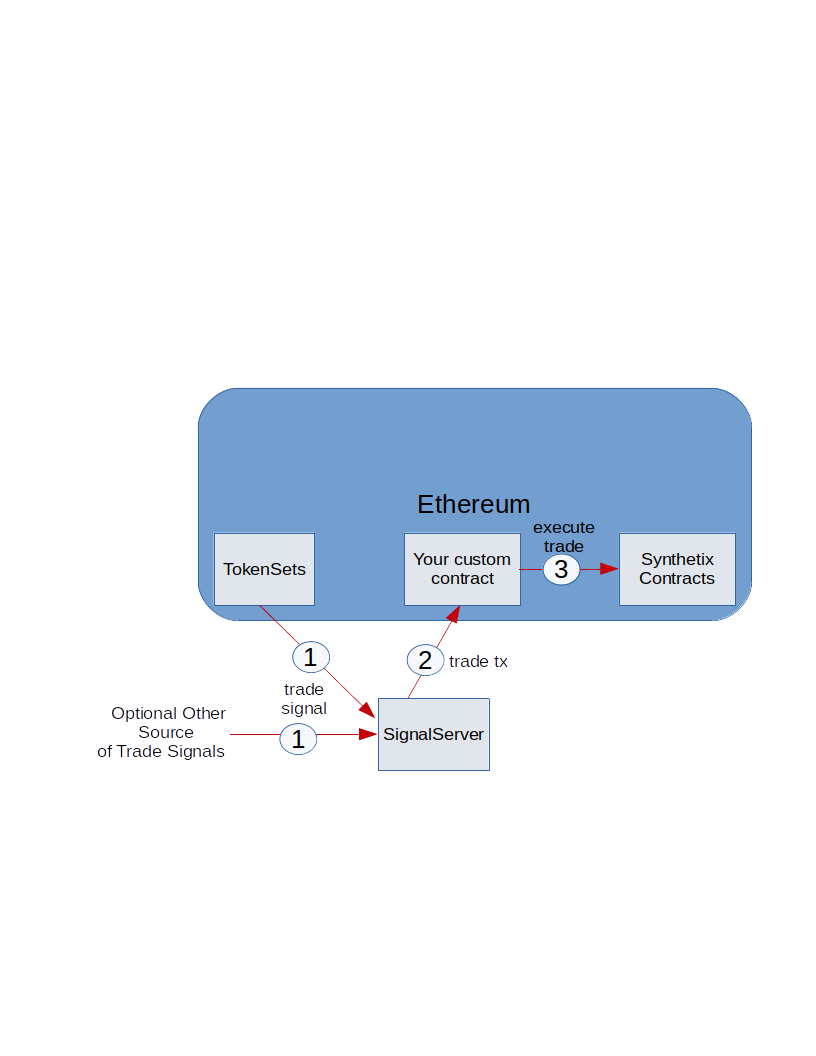 Ethereum
execute
trade
TokenSets
Your custom
contract
3
Synthetix
Contracts
1
2
trade tx
trade
signal
Optional Other
Source
of Trade Signals
1
SignalServer